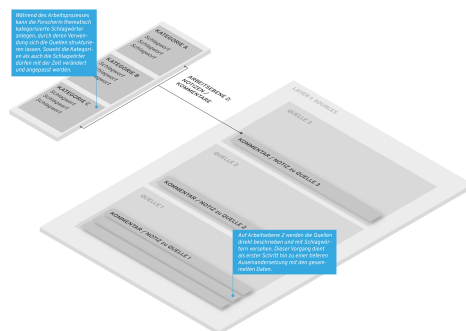 Während des Arbeitsprozesses
kann die Forscherin thematisch
kategorisierte Schlagwörter
anlegen, durch deren Verwen-
dung sich die Quellen strukturie-
ren lassen. Sowohl die Kategori-
en als auch die Schlagwörter
dürfen mit der Zeit verändert
und angepasst werden.
KATEGORIE A
Schlagwort
Schlagwort
Schlagwort
KATEGORIE B
Schlagwort
Schlagwort
Schlagwort
KATEGORIE C
Schlagwort
Schlagwort
Schlagwort
ARBEITSEBENE 2:
NOTIZEN /
KOMMENTARE
LAYER 1 SOURCES
QUELLE 3
KOMMENTAR / NOTIZ zu QUELLE 3
QUELLE 2
KOMMENTAR / NOTIZ zu QUELLE 2
QUELLE 1
KOMMENTAR / NOTIZ zu QUELLE 1
Auf Arbeitsebene 2 werden die Quellen
direkt beschrieben und mit Schlagwör-
tern versehen. Dieser Vorgang dient
als erster Schritt hin zu einer tieferen
Auseinandersetzung mit den gesam-
melten Daten.